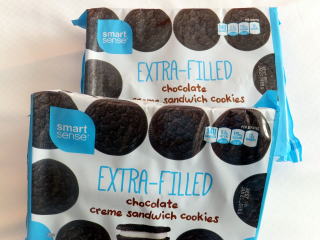 smart
sense
EXTRA-FILLED
chocolate
creme sandwich cookies
smart
sense
EXTRA-FILLED
chocolate
creme sandwich cookies